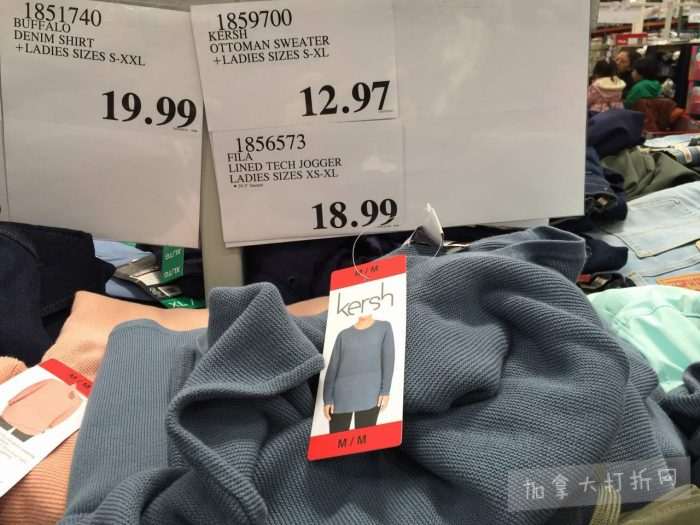 1851740
BUFFALO
DENIM SHIRT
+LADIES SIZES S-XXL
19.99
1859700
KERSH
OTTOMAN SWEATER
+LADIES SIZES S-XL
12.97
1856573
FILA
LINED TECH JOGGER
LADIES SIZES XS-XL
18.99
M / M
kersh
M / M
XL
M / M
加拿大打折网